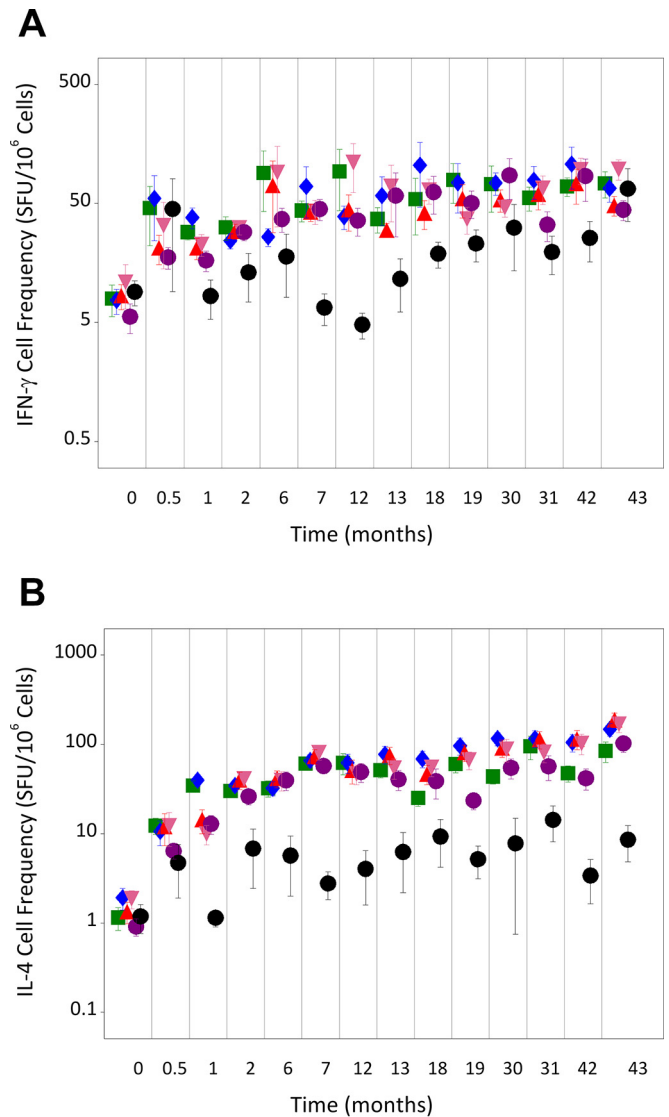 A
IFN-γ Cell Frequency (SFU/10⁶ Cells)
500
50
5
0.5
0 0.5 1 2 6 7 12 13 18 19 30 31 42 43
Time (months)
B
IL-4 Cell Frequency (SFU/10⁶ Cells)
1000
100
10
1
0.1
0 0.5 1 2 6 7 12 13 18 19 30 31 42 43
Time (months)